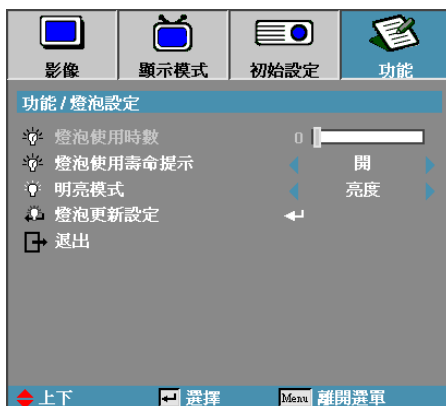 影像 顯示模式 初始設定 功能
功能 / 燈泡設定
燈泡使用時數 0
燈泡使用壽命提示 開
明亮模式 亮度
燈泡更新設定
退出
上下 選擇 Menu 離開選單